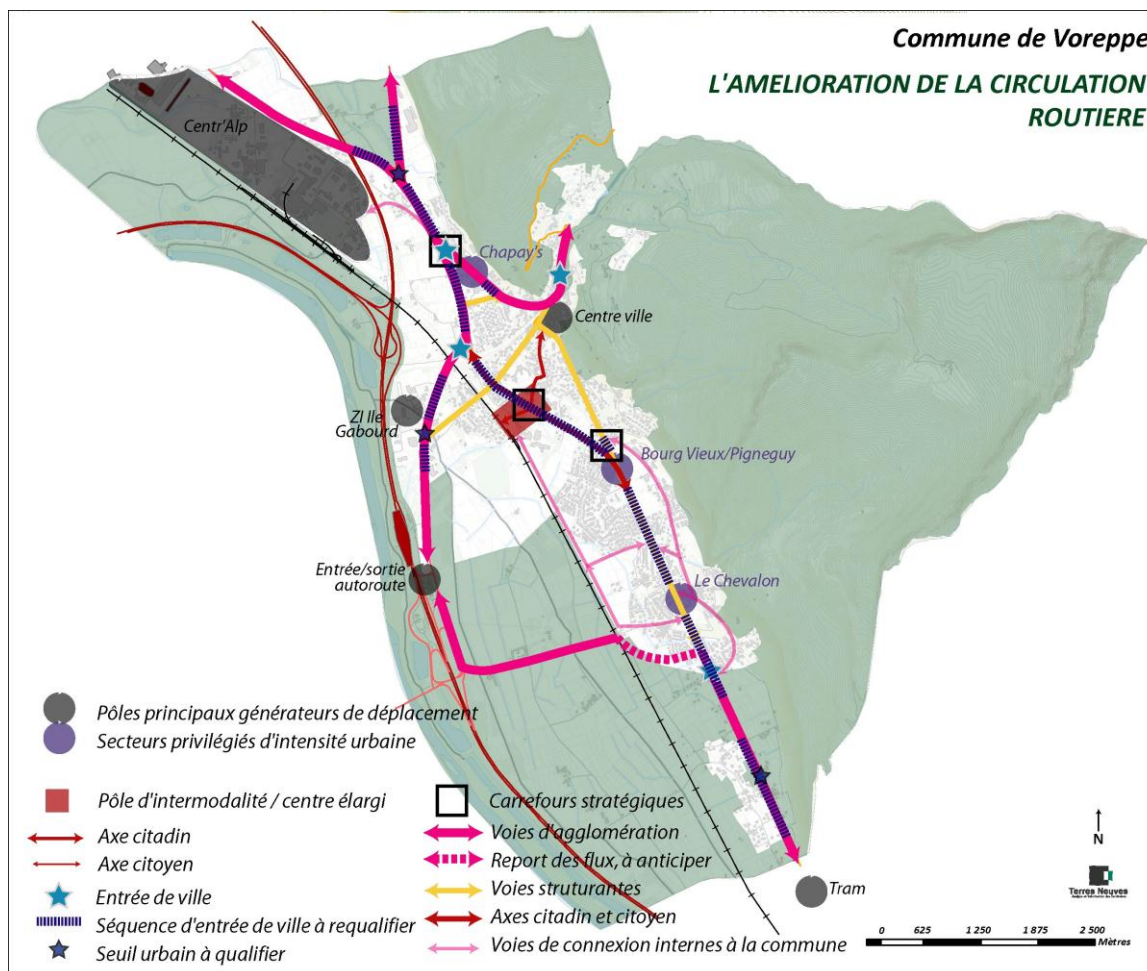 Commune de Voreppe
L'AMELIORATION DE LA CIRCULATION
ROUTIERE
Centr'Alp
Chapay's
Centre ville
ZI Ile
Gabourd
Bourg Vieux/Pigneguy
Entrée/sortie
autoroute
Le Chevalon
Pôles principaux générateurs de déplacement
Secteurs privilégiés d'intensité urbaine
Pôle d'intermodalité / centre élargi
Axe citadin
Axe citoyen
Entrée de ville
Séquence d'entrée de ville à requalifier
Seuil urbain à qualifier
Carrefours stratégiques
Voies d'agglomération
Report des flux, à anticiper
Voies struturantes
Axes citadin et citoyen
Voies de connexion internes à la commune
Tram
N
Terres Neuves
0 625 1 250 1 875 2 500
Mètres